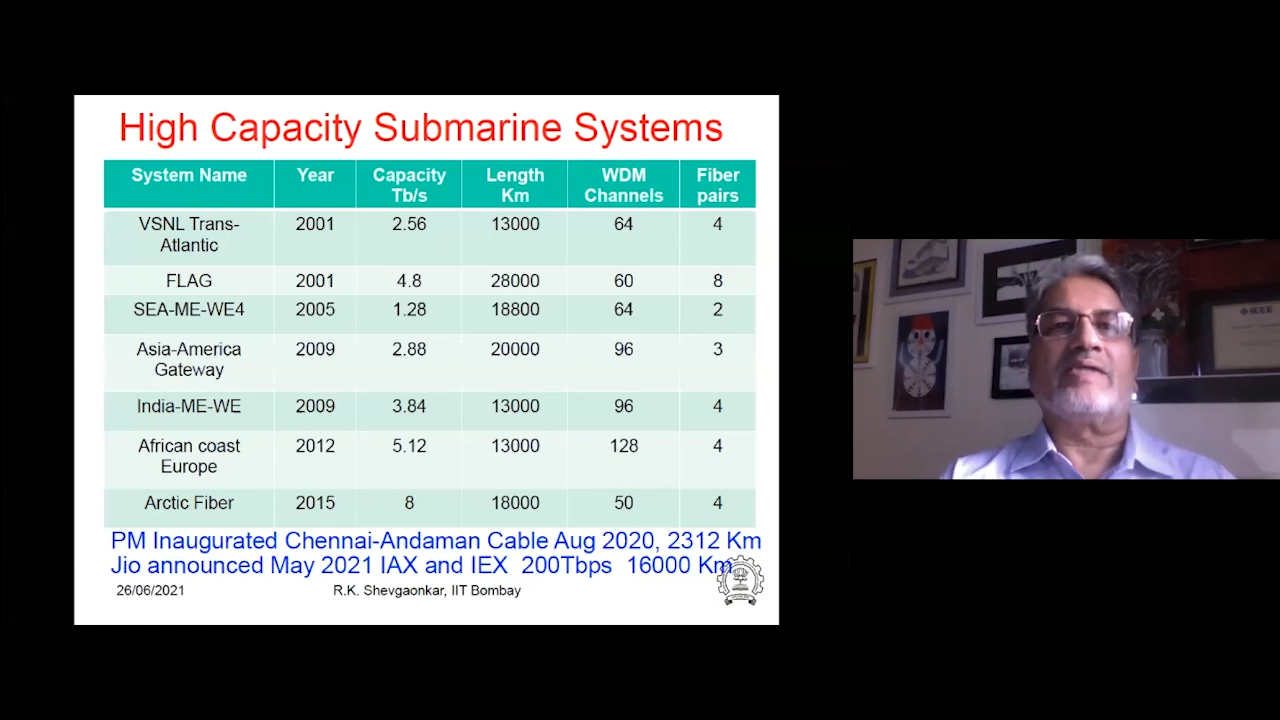 High Capacity Submarine Systems
System Name Year Capacity Tb/s Length Km WDM Channels Fiber pairs
VSNL Trans-Atlantic 2001 2.56 13000 64 4
FLAG 2001 4.8 28000 60 8
SEA-ME-WE4 2005 1.28 18800 64 2
Asia-America Gateway 2009 2.88 20000 96 3
India-ME-WE 2009 3.84 13000 96 4
African coast Europe 2012 5.12 13000 128 4
Arctic Fiber 2015 8 18000 50 4
PM Inaugurated Chennai-Andaman Cable Aug 2020, 2312 Km
Jio announced May 2021 IAX and IEX 200Tbps 16000 Km
26/06/2021 R.K. Shevgaonkar, IIT Bombay
IEEE